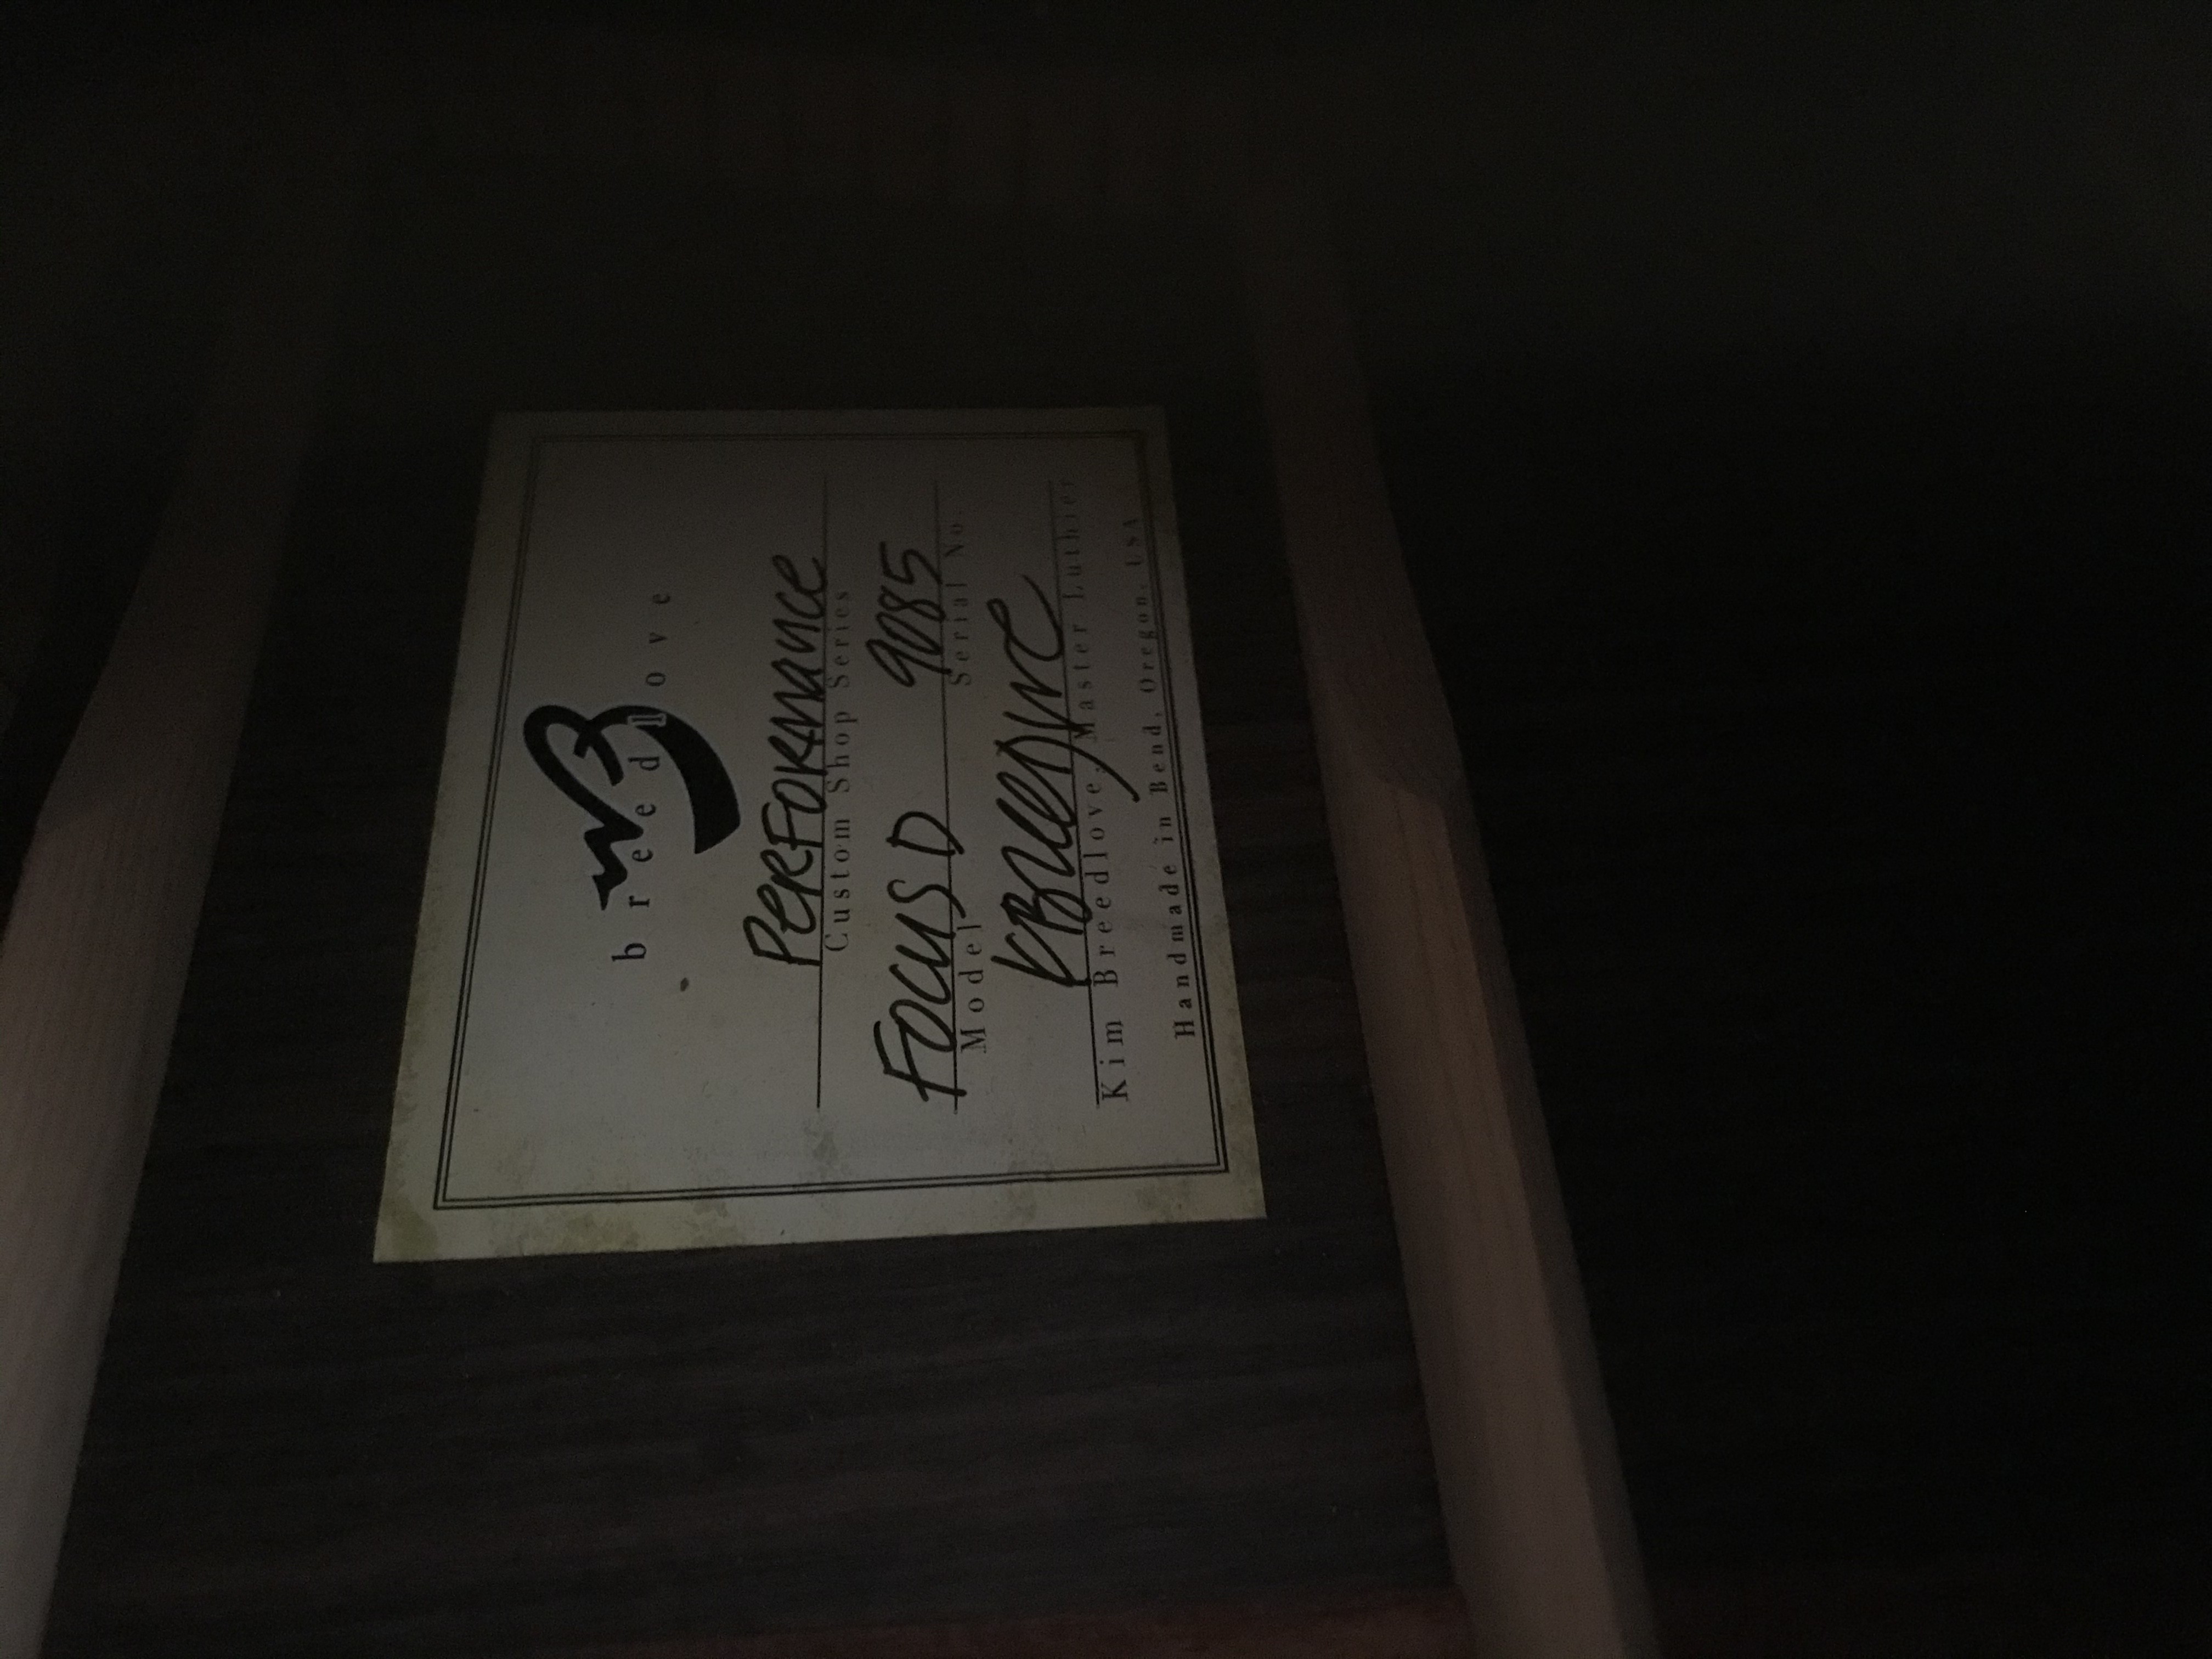 breedlove
PERFORMANCE
Custom Shop Series
FOCUS D 9085
Model Serial No.
KBreedlove
Kim Breedlove, Master Luthier
Handmade in Bend, Oregon, USA